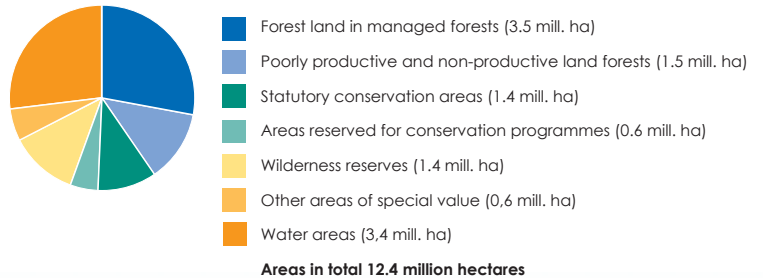 Forest land in managed forests (3.5 mill. ha)
Poorly productive and non-productive land forests (1.5 mill. ha)
Statutory conservation areas (1.4 mill. ha)
Areas reserved for conservation programmes (0.6 mill. ha)
Wilderness reserves (1.4 mill. ha)
Other areas of special value (0,6 mill. ha)
Water areas (3,4 mill. ha)
Areas in total 12.4 million hectares